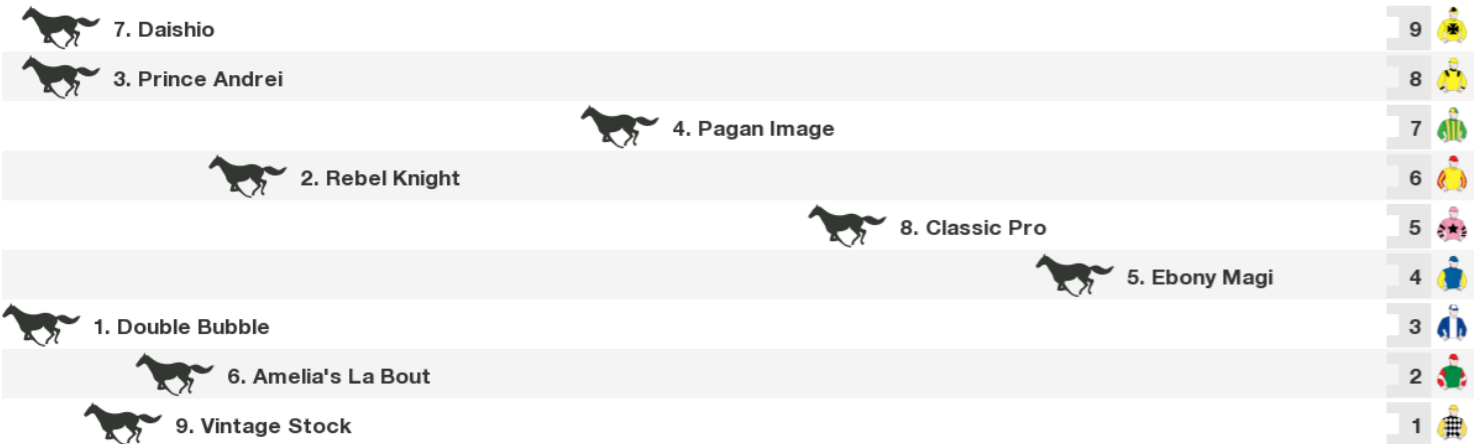 7. Daishio 9
3. Prince Andrei 8
4. Pagan Image 7
2. Rebel Knight 6
8. Classic Pro 5
5. Ebony Magi 4
1. Double Bubble 3
6. Amelia's La Bout 2
9. Vintage Stock 1